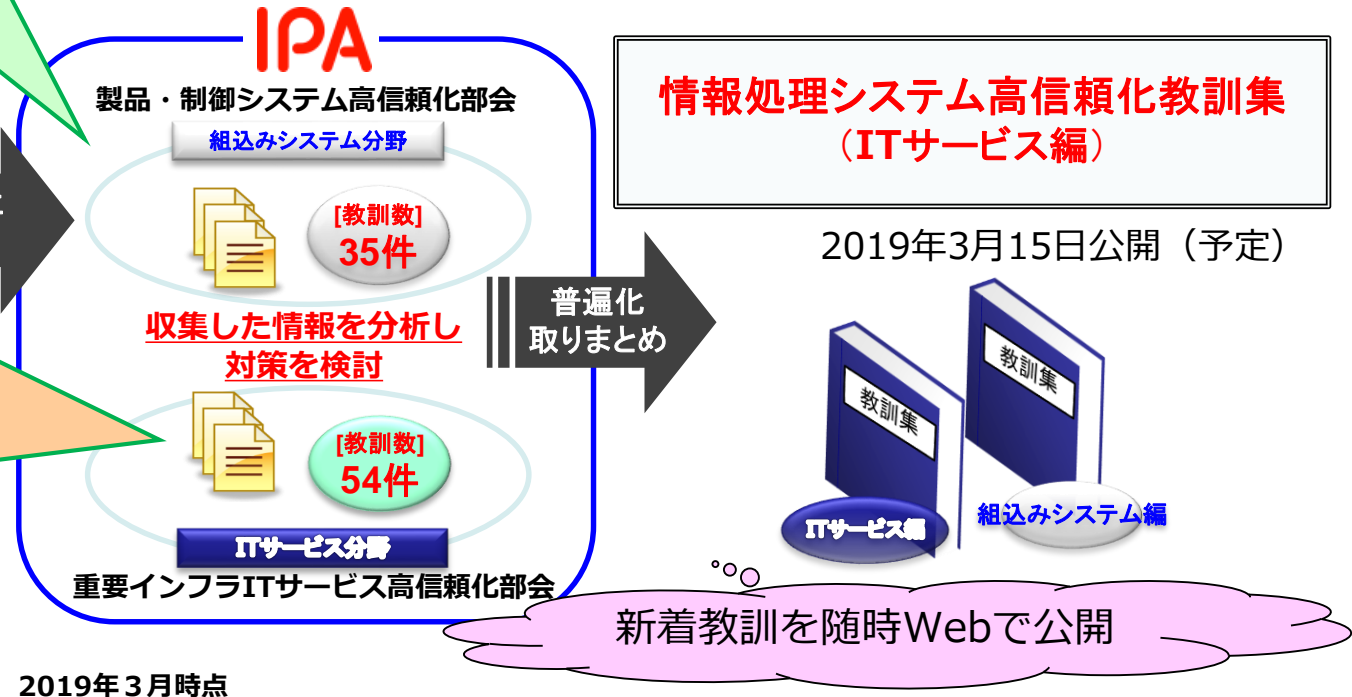 IPA
製品・制御システム高信頼化部会
組込みシステム分野
[教訓数]
35件
収集した情報を分析し
対策を検討
[教訓数]
54件
ITサービス分野
重要インフラITサービス高信頼化部会
普遍化
取りまとめ
情報処理システム高信頼化教訓集
（ITサービス編）
2019年3月15日公開（予定）
教訓集
教訓集
ITサービス編
組込みシステム編
新着教訓を随時Webで公開
2019年３月時点